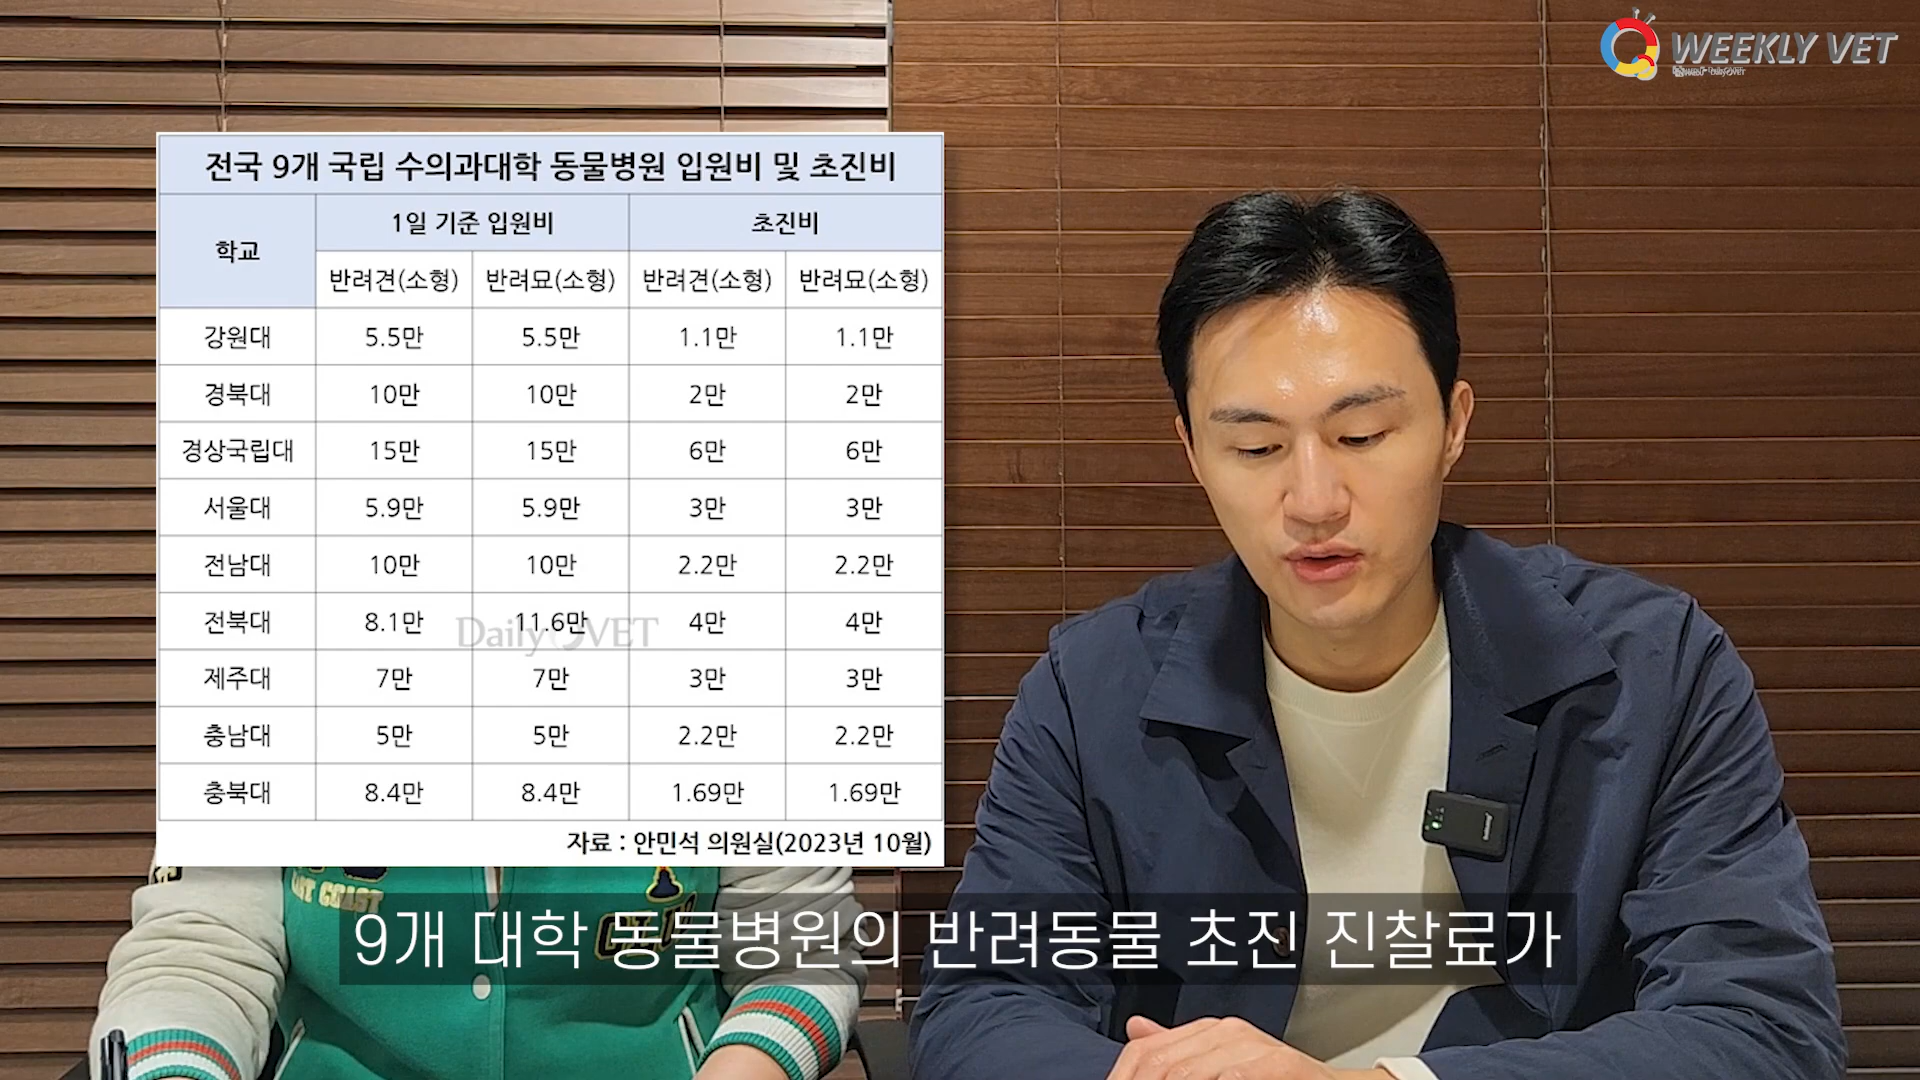 WEEKLY VET
전국 9개 국립 수의과대학 동물병원 입원비 및 초진비
학교 1일 기준 입원비 초진비
반려견(소형) 반려묘(소형) 반려견(소형) 반려묘(소형)
강원대 5.5만 5.5만 1.1만 1.1만
경북대 10만 10만 2만 2만
경상국립대 15만 15만 6만 6만
서울대 5.9만 5.9만 3만 3만
전남대 10만 10만 2.2만 2.2만
전북대 8.1만 11.6만 4만 4만
제주대 7만 7만 3만 3만
충남대 5만 5만 2.2만 2.2만
충북대 8.4만 8.4만 1.69만 1.69만
Daily VET
자료 : 안민석 의원실(2023년 10월)
COAST
9개 대학 동물병원의 반려동물 초진 진찰료가